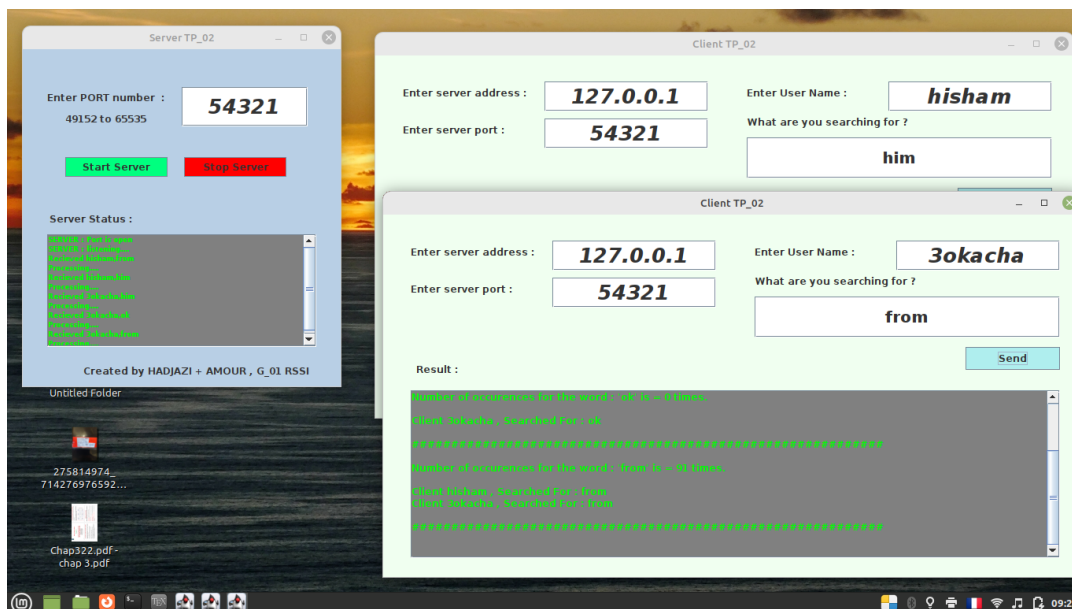 Server TP_02
Enter PORT number :
49152 to 65535
54321
Start Server
Stop Server
Server Status :
SERVER : Port is open
SERVER : listening....
Recieved hisham,from
Processing....
Recieved hisham,him
Processing....
Recieved 3okacha,him
Processing....
Recieved 3okacha,ok
Processing....
Recieved 3okacha,from
Processing....
Created by HADJAZI + AMOUR , G_01 RSSI
Client TP_02
Enter server address :
127.0.0.1
Enter server port :
54321
Enter User Name :
hisham
What are you searching for ?
him
Client TP_02
Enter server address :
127.0.0.1
Enter server port :
54321
Enter User Name :
3okacha
What are you searching for ?
from
Send
Result :
Number of occurences for the word : 'ok' is = 0 times.
Client 3okacha , Searched For : ok
############################################################
Number of occurences for the word : 'from' is = 91 times.
Client hisham , Searched For : from
Client 3okacha , Searched For : from
############################################################
Untitled Folder
275814974_
714276976592...
Chap322.pdf -
chap 3.pdf
09:2